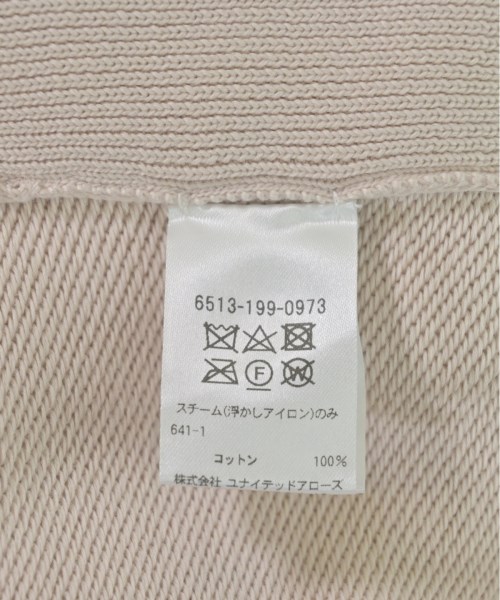 6513-199-0973
F W
スチーム(浮かしアイロン)のみ
641-1
コットン 100%
株式会社 ユナイテッドアローズ